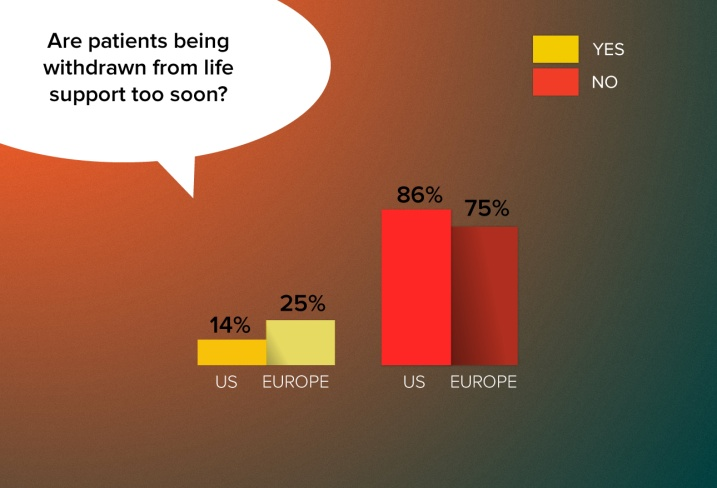 Are patients being
withdrawn from life
support too soon?
YES
NO
86%
75%
25%
14%
US EUROPE US EUROPE